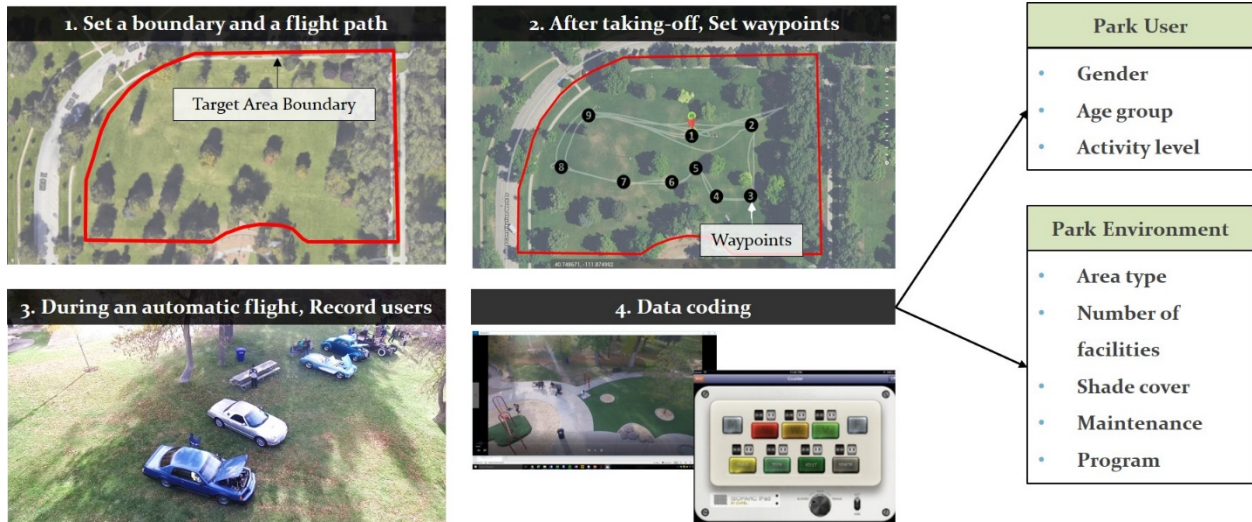 1. Set a boundary and a flight path
Target Area Boundary
2. After taking-off, Set waypoints
9
1
2
8
5
7
6
4
3
Waypoints
40.748671, -111.874902
3. During an automatic flight, Record users
4. Data coding
Park User
• Gender
• Age group
• Activity level
Park Environment
• Area type
• Number of
facilities
• Shade cover
• Maintenance
• Program